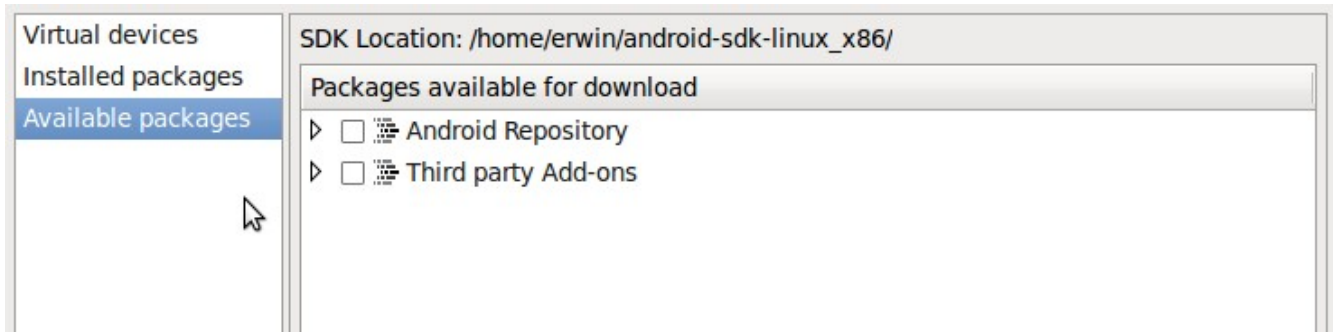 Virtual devices
Installed packages
Available packages
SDK Location: /home/erwin/android-sdk-linux_x86/
Packages available for download
Android Repository
Third party Add-ons